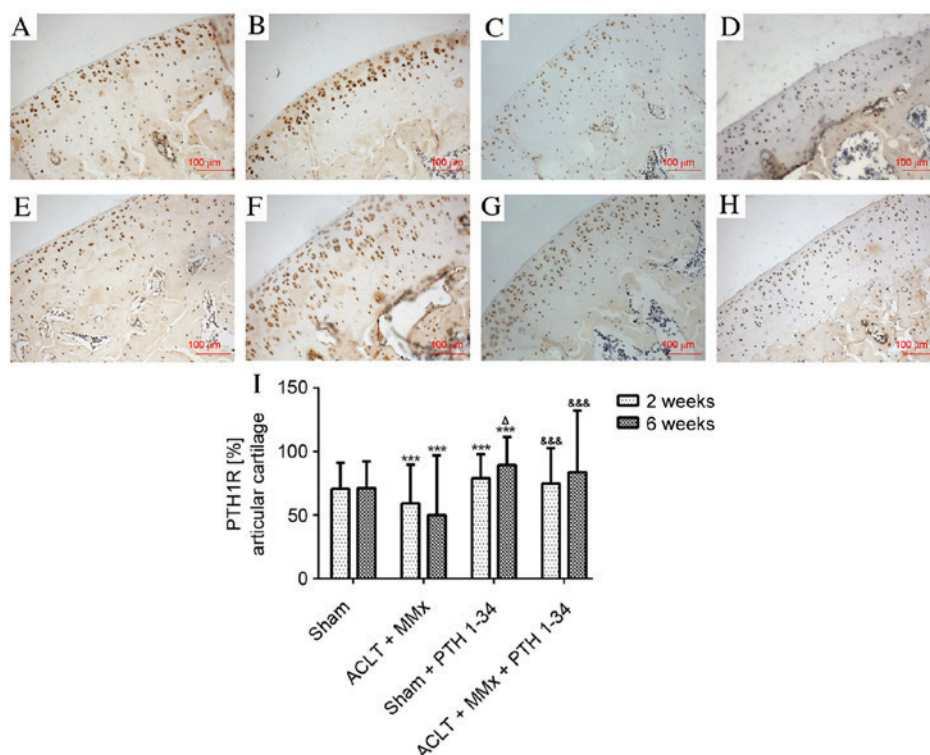 A
B
C
D
100 μm
100 μm
100 μm
100 μm
E
F
G
H
100 μm
100 μm
100 μm
100 μm
I
PTH1R [%]
articular cartilage
150
100
50
0
***
***
***
Δ
***
&&&
&&&
2 weeks
6 weeks
Sham
ACLT + MMx
Sham + PTH 1-34
ACLT + MMx + PTH 1-34